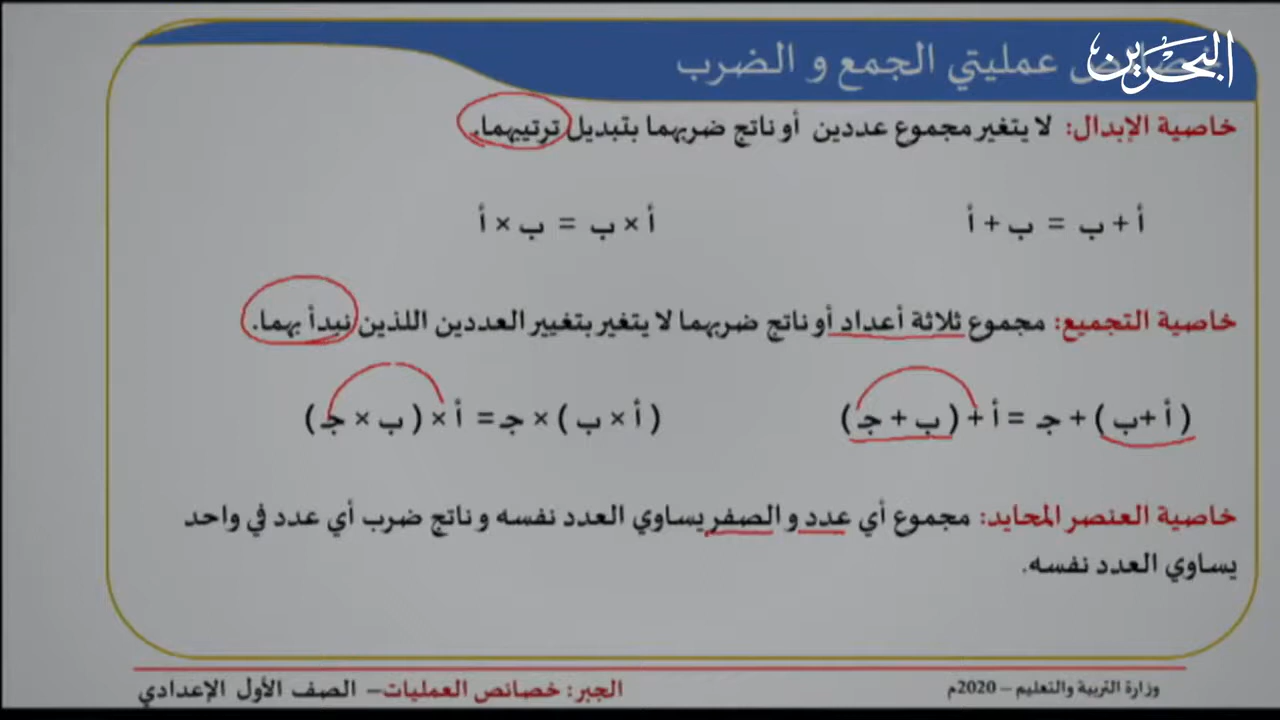 البحرين
عمليتي الجمع و الضرب
خاصية الإبدال: لا يتغير مجموع عددين أو ناتج ضربهما بتبديل ترتيبهما.
أ + ب = ب + أ
أ × ب = ب × أ
خاصية التجميع: مجموع ثلاثة أعداد أو ناتج ضربهما لا يتغير بتغيير العددين اللذين نبدأ بهما.
( أ + ب ) + جـ = أ + ( ب + جـ )
( أ × ب ) × جـ = أ × ( ب × جـ )
خاصية العنصر المحايد: مجموع أي عدد و الصفر يساوي العدد نفسه و ناتج ضرب أي عدد في واحد
يساوي العدد نفسه.
وزارة التربية والتعليم – 2020م
الجبر: خصائص العمليات – الصف الأول الإعدادي